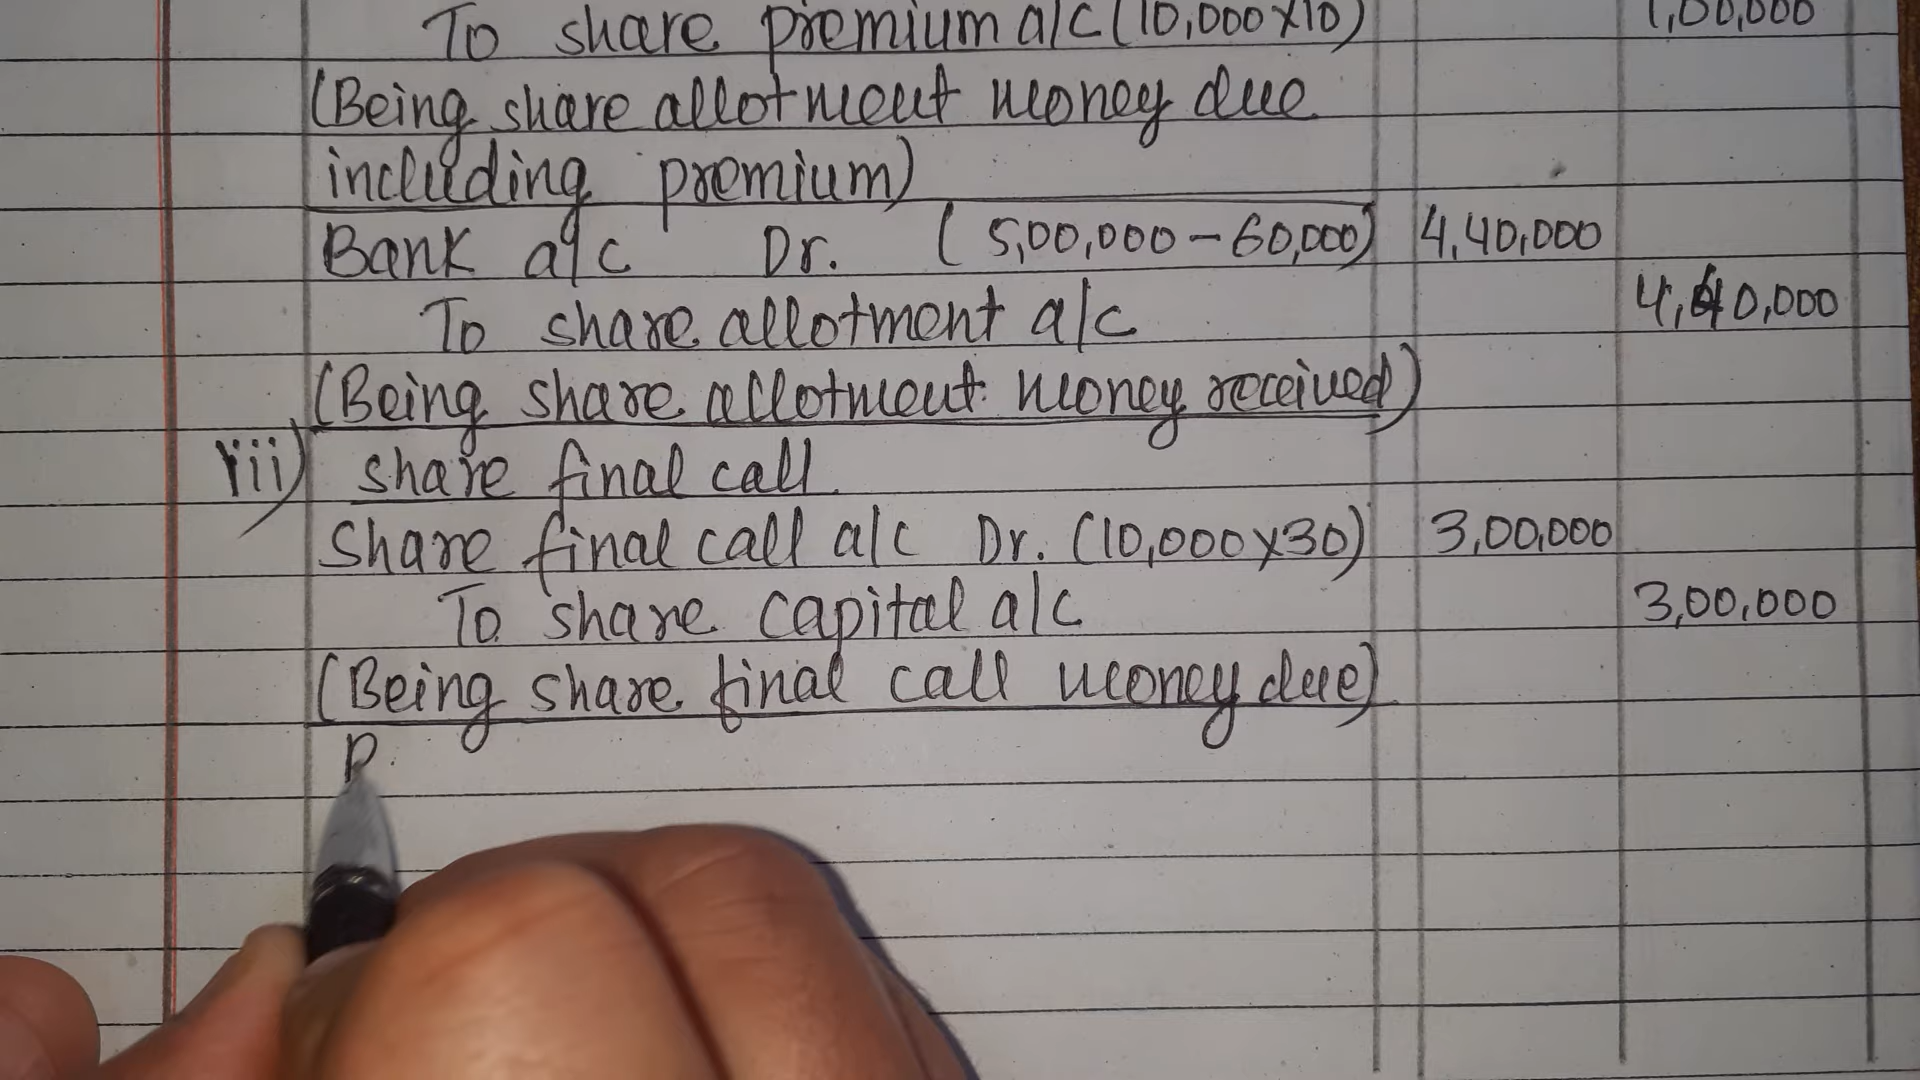 To share premium a/c (10,000x10) 1,00,000
(Being share allotment money due
including premium)
Bank a/c Dr. (5,00,000-60,000) 4,40,000
To share allotment a/c 4,40,000
(Being share allotment money received)
iii) share final call
Share final call a/c Dr. (10,000x30) 3,00,000
To share capital a/c 3,00,000
(Being share final call money due)